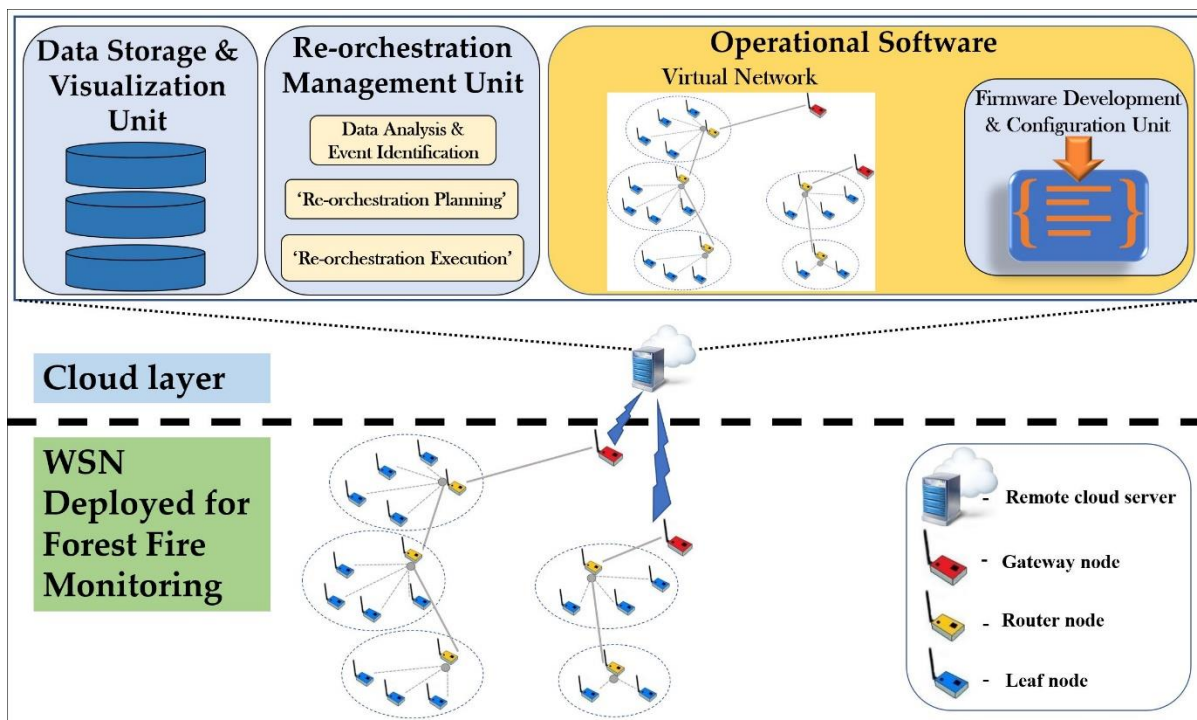 Data Storage &
Visualization
Unit
Re-orchestration
Management Unit
Data Analysis &
Event Identification
‘Re-orchestration Planning’
‘Re-orchestration Execution’
Operational Software
Virtual Network
Firmware Development
& Configuration Unit
Cloud layer
WSN
Deployed for
Forest Fire
Monitoring
- Remote cloud server
- Gateway node
- Router node
- Leaf node